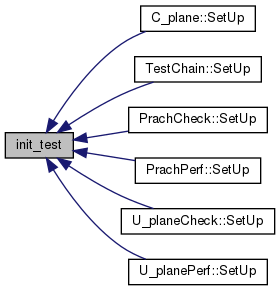 C_plane::SetUp
TestChain::SetUp
PrachCheck::SetUp
init_test
PrachPerf::SetUp
U_planeCheck::SetUp
U_planePerf::SetUp